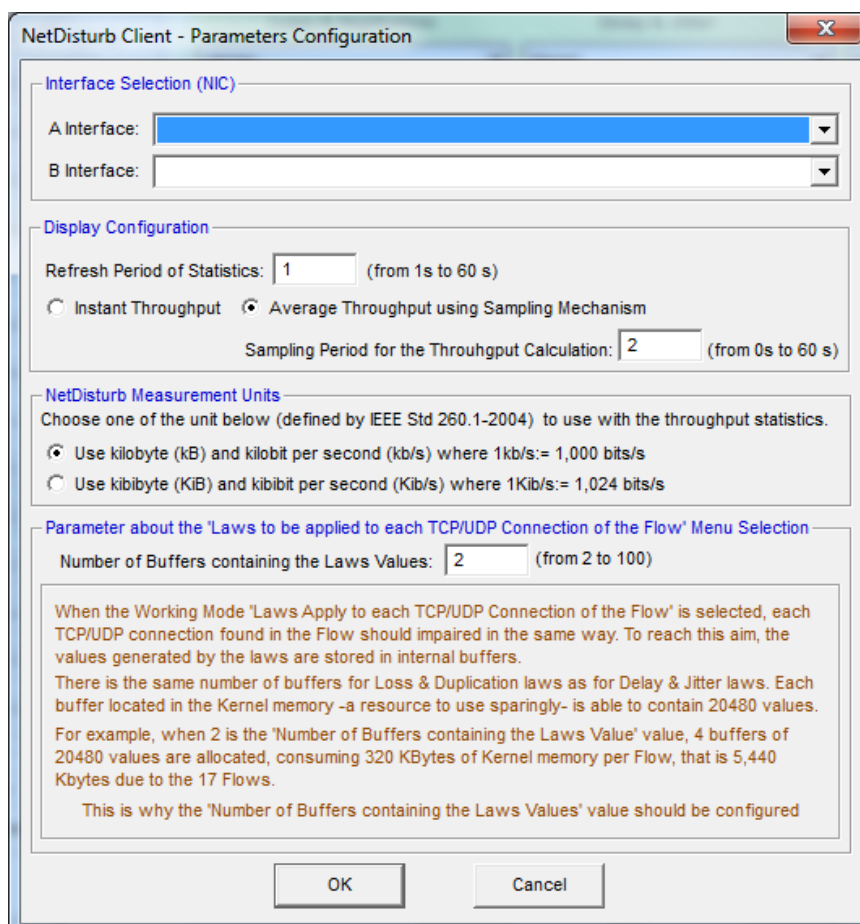 NetDisturb Client - Parameters Configuration
Interface Selection (NIC)
A Interface:
B Interface:
Display Configuration
Refresh Period of Statistics: 1 (from 1s to 60 s)
Instant Throughput Average Throughput using Sampling Mechanism
Sampling Period for the Throuhgput Calculation: 2 (from 0s to 60 s)
NetDisturb Measurement Units
Choose one of the unit below (defined by IEEE Std 260.1-2004) to use with the throughput statistics.
Use kilobyte (kB) and kilobit per second (kb/s) where 1kb/s:= 1,000 bits/s
Use kibibyte (KiB) and kibibit per second (Kib/s) where 1Kib/s:= 1,024 bits/s
Parameter about the 'Laws to be applied to each TCP/UDP Connection of the Flow' Menu Selection
Number of Buffers containing the Laws Values: 2 (from 2 to 100)
When the Working Mode 'Laws Apply to each TCP/UDP Connection of the Flow' is selected, each
TCP/UDP connection found in the Flow should impaired in the same way. To reach this aim, the
values generated by the laws are stored in internal buffers.
There is the same number of buffers for Loss & Duplication laws as for Delay & Jitter laws. Each
buffer located in the Kernel memory -a resource to use sparingly- is able to contain 20480 values.
For example, when 2 is the 'Number of Buffers containing the Laws Value' value, 4 buffers of
20480 values are allocated, consuming 320 KBytes of Kernel memory per Flow, that is 5,440
Kbytes due to the 17 Flows.
This is why the 'Number of Buffers containing the Laws Values' value should be configured
OK Cancel